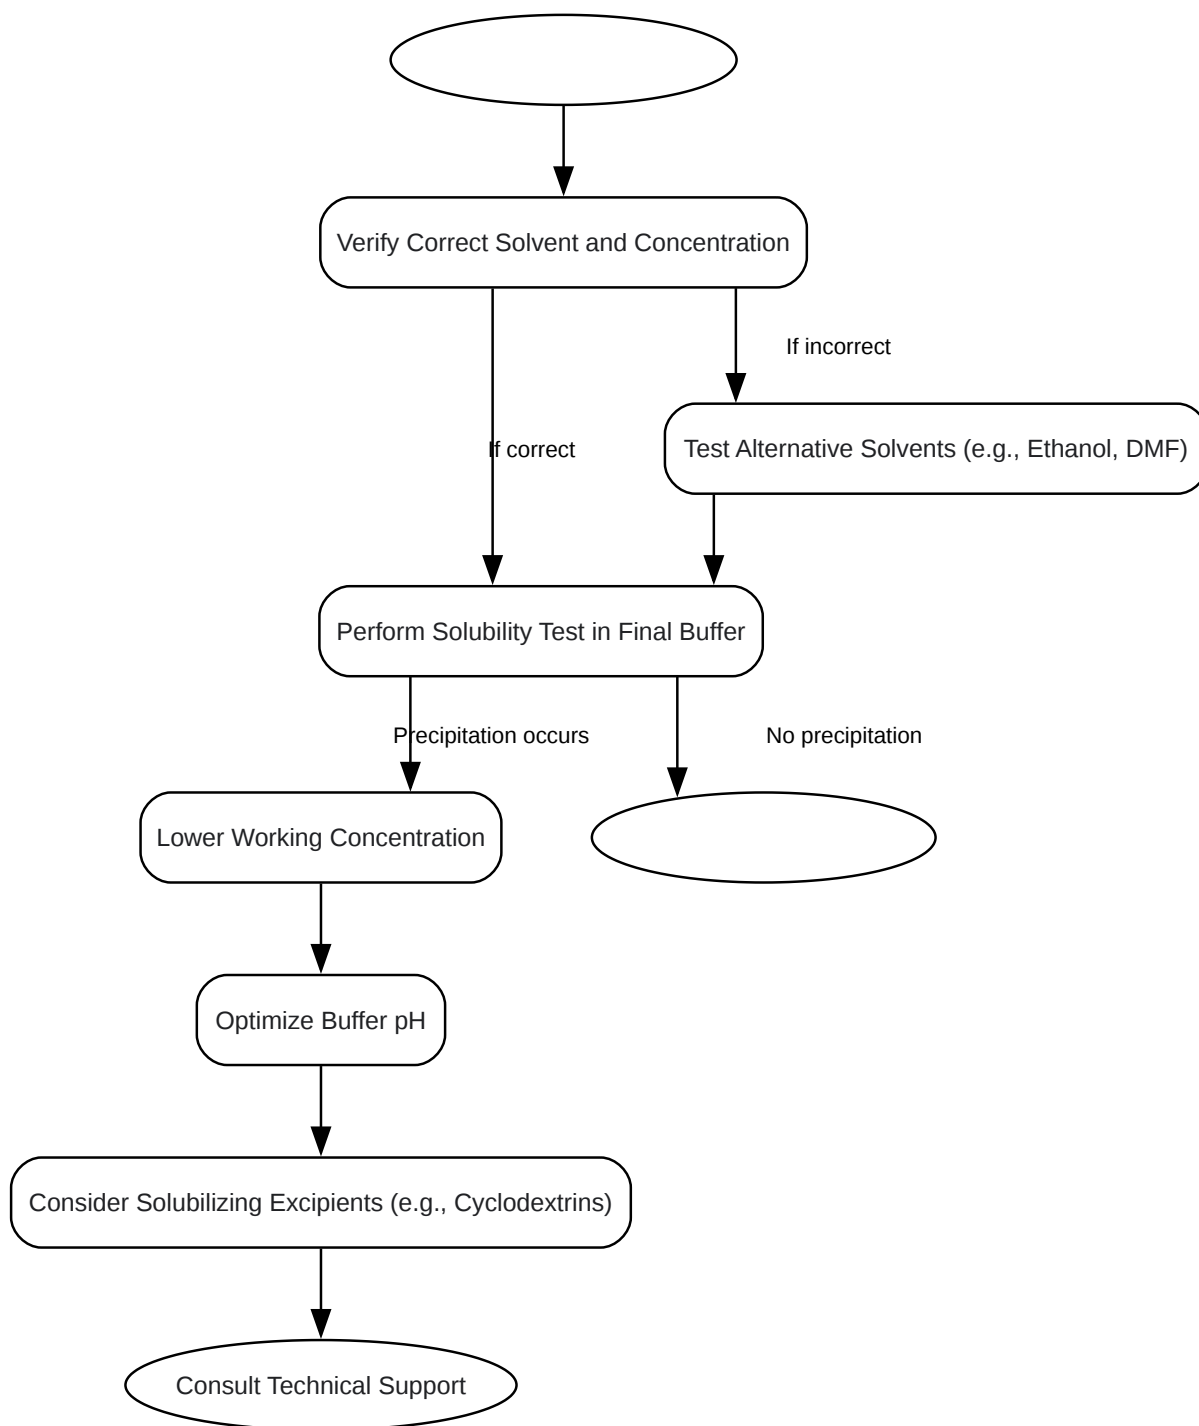 Verify Correct Solvent and Concentration
If incorrect
If correct
Test Alternative Solvents (e.g., Ethanol, DMF)
Perform Solubility Test in Final Buffer
Precipitation occurs
No precipitation
Lower Working Concentration
Optimize Buffer pH
Consider Solubilizing Excipients (e.g., Cyclodextrins)
Consult Technical Support